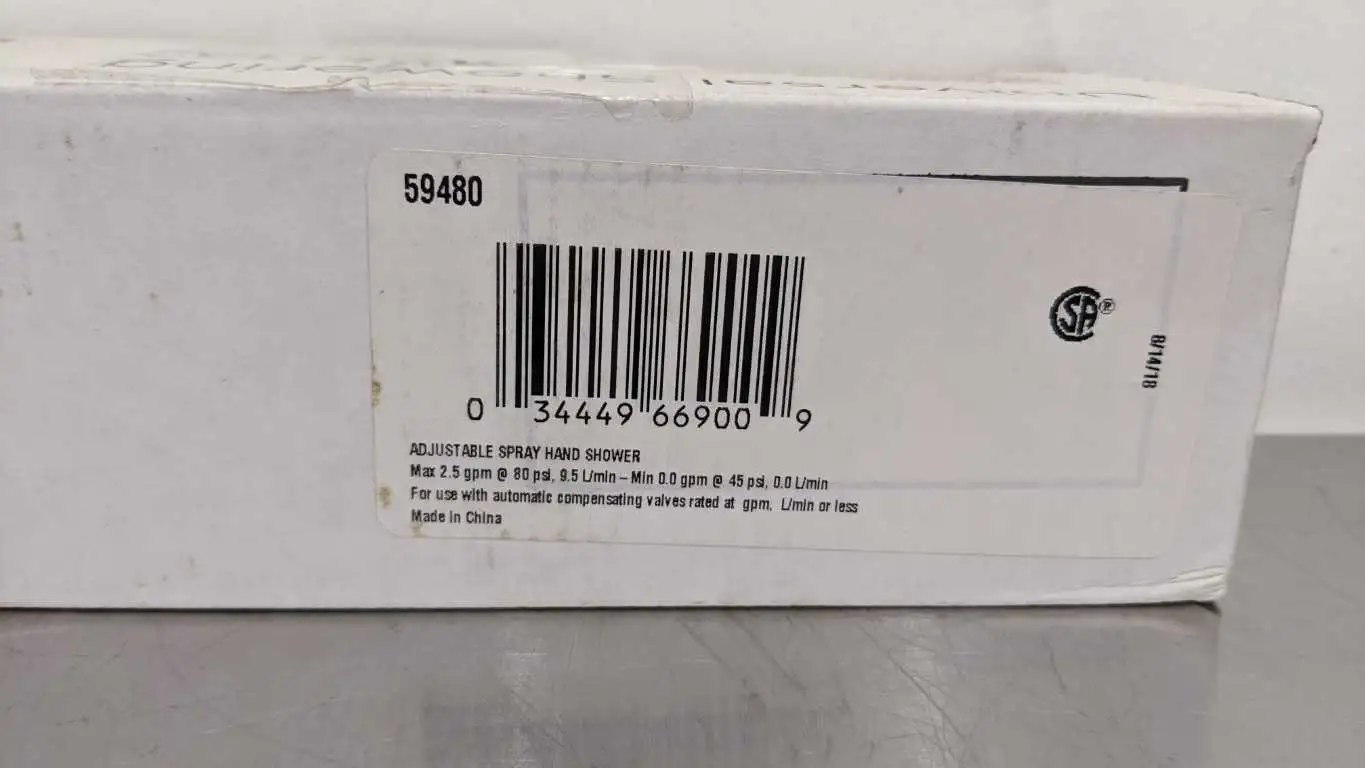 59480
0 34449 66900 9
ADJUSTABLE SPRAY HAND SHOWER
Max 2.5 gpm @ 80 psi, 9.5 L/min – Min 0.0 gpm @ 45 psi, 0.0 L/min
For use with automatic compensating valves rated at gpm, L/min or less
Made in China
CSA®
8/14/18